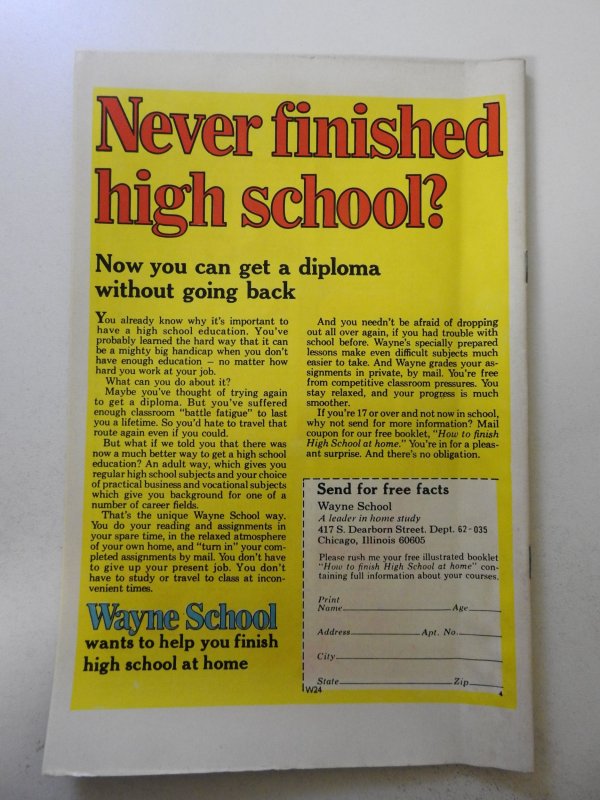 Never finished
high school?
Now you can get a diploma
without going back
You already know why it's important to
have a high school education. You've
probably learned the hard way that it can
be a mighty big handicap when you don't
have enough education — no matter how
hard you work at your job.
What can you do about it?
Maybe you've thought of trying again
to get a diploma. But you've suffered
enough classroom "battle fatigue" to last
you a lifetime. So you'd hate to travel that
route again even if you could.
But what if we told you that there was
now a much better way to get a high school
education? An adult way, which gives you
regular high school subjects and your choice
of practical business and vocational subjects
which give you background for one of a
number of career fields.
That's the unique Wayne School way.
You do your reading and assignments in
your spare time, in the relaxed atmosphere
of your own home, and "turn in" your com-
pleted assignments by mail. You don't have
to give up your present job. You don't
have to study or travel to class at incon-
venient times.
Wayne School
wants to help you finish
high school at home
And you needn't be afraid of dropping
out all over again, if you had trouble with
school before. Wayne's specially prepared
lessons make even difficult subjects much
easier to take. And Wayne grades your as-
signments in private, by mail. You're free
from competitive classroom pressures. You
stay relaxed, and your progress is much
smoother.
If you're 17 or over and not now in school,
why not send for more information? Mail
coupon for our free booklet, "How to finish
High School at home." You're in for a pleas-
ant surprise. And there's no obligation.
Send for free facts
Wayne School
A leader in home study
417 S. Dearborn Street, Dept. 62-035
Chicago, Illinois 60605
Please rush me your free illustrated booklet
"How to finish High School at home" con-
taining full information about your courses.
Print
Name Age
Address Apt. No.
City
State Zip
W24 4